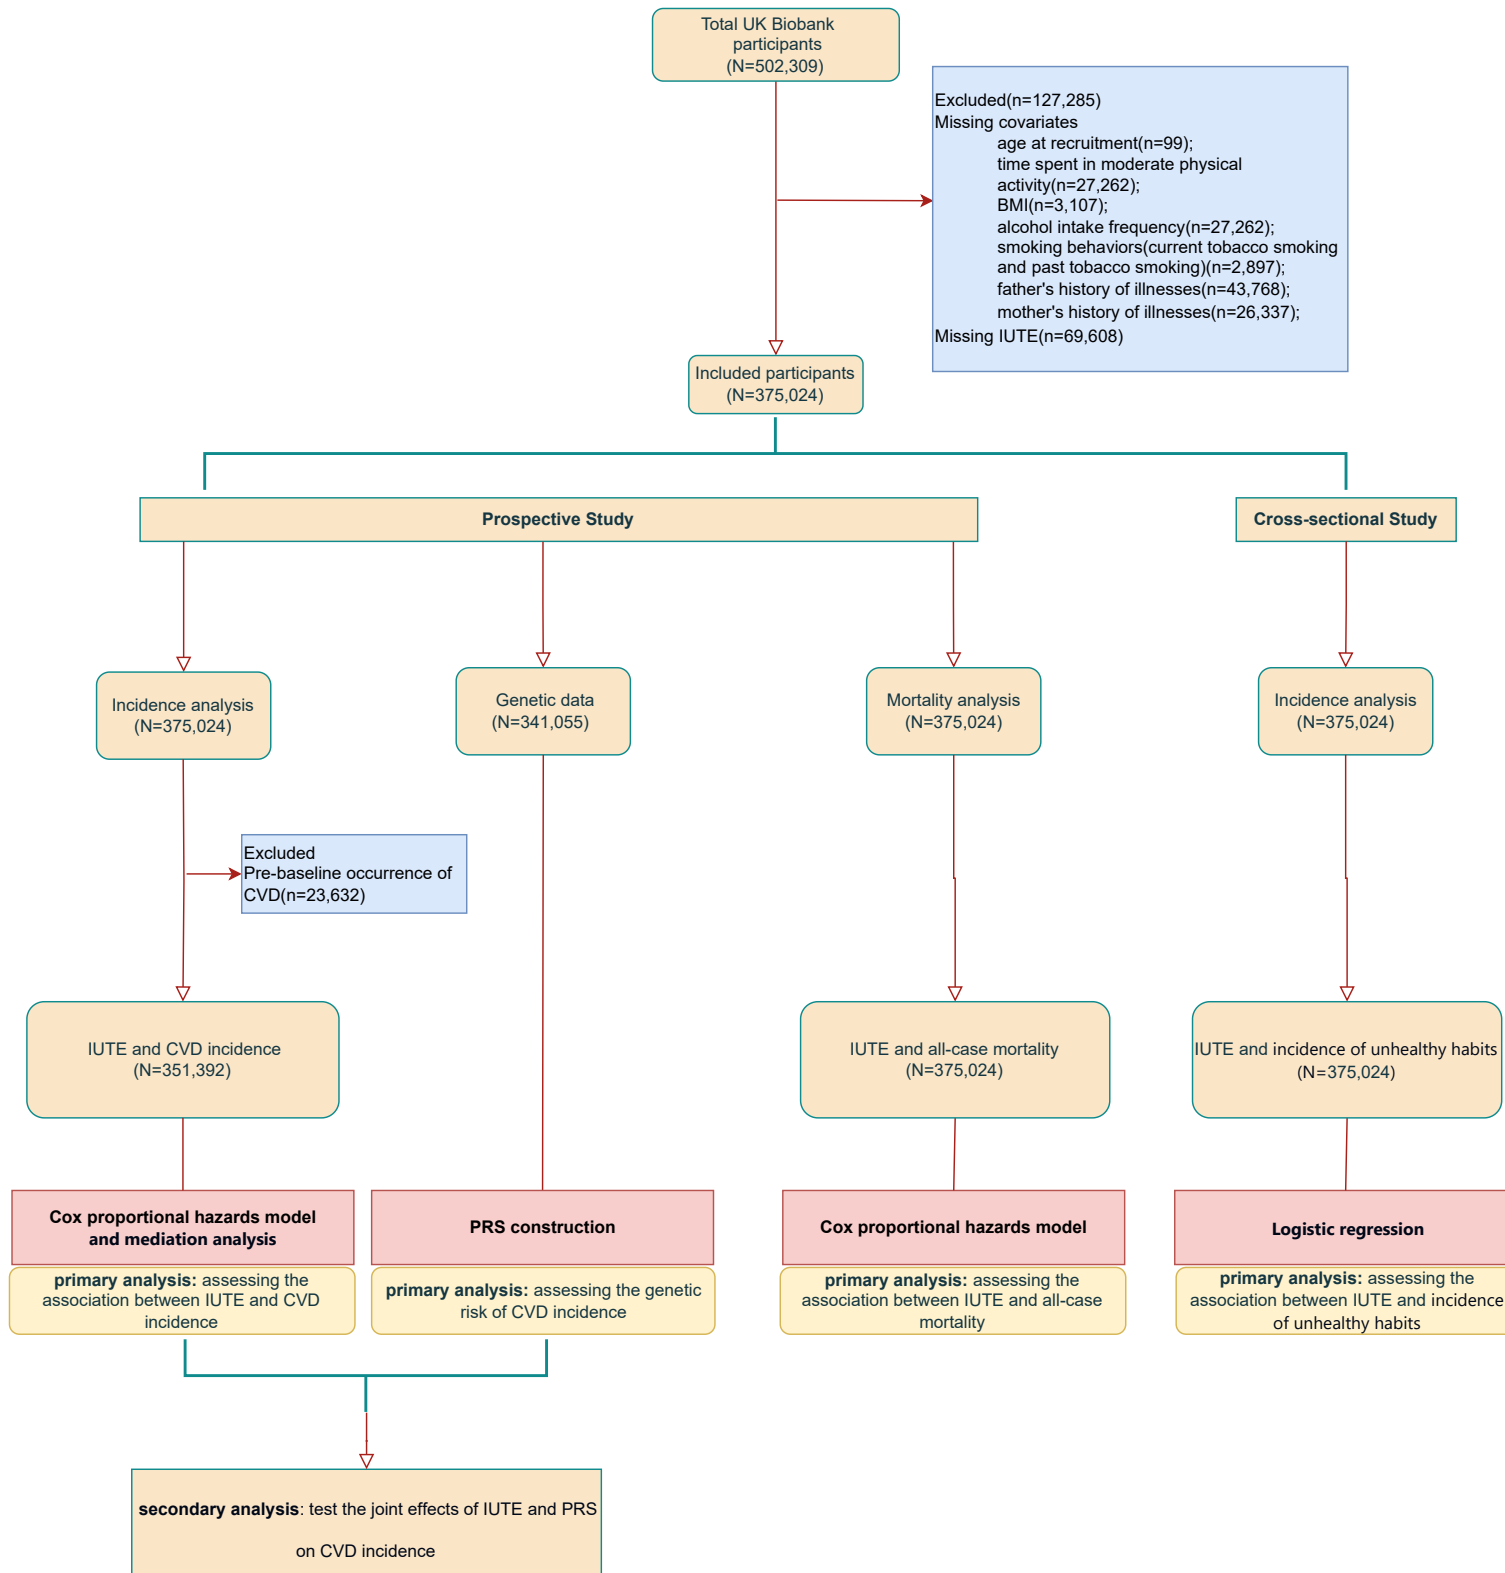 Total UK Biobank
participants
(N=502,309)
Excluded(n=127,285)
Missing covariates
age at recruitment(n=99);
time spent in moderate physical
activity(n=27,262);
BMI(n=3,107);
alcohol intake frequency(n=27,262);
smoking behaviors(current tobacco smoking
and past tobacco smoking)(n=2,897);
father's history of illnesses(n=43,768);
mother's history of illnesses(n=26,337);
Missing IUTE(n=69,608)
Included participants
(N=375,024)
Prospective Study
Cross-sectional Study
Incidence analysis
(N=375,024)
Genetic data
(N=341,055)
Mortality analysis
(N=375,024)
Incidence analysis
(N=375,024)
Excluded
Pre-baseline occurrence of
CVD(n=23,632)
IUTE and CVD incidence
(N=351,392)
IUTE and all-case mortality
(N=375,024)
IUTE and incidence of unhealthy habits
(N=375,024)
Cox proportional hazards model
and mediation analysis
PRS construction
Cox proportional hazards model
Logistic regression
primary analysis: assessing the
association between IUTE and CVD
incidence
primary analysis: assessing the genetic
risk of CVD incidence
primary analysis: assessing the
association between IUTE and all-case
mortality
primary analysis: assessing the
association between IUTE and incidence
of unhealthy habits
secondary analysis: test the joint effects of IUTE and PRS
on CVD incidence